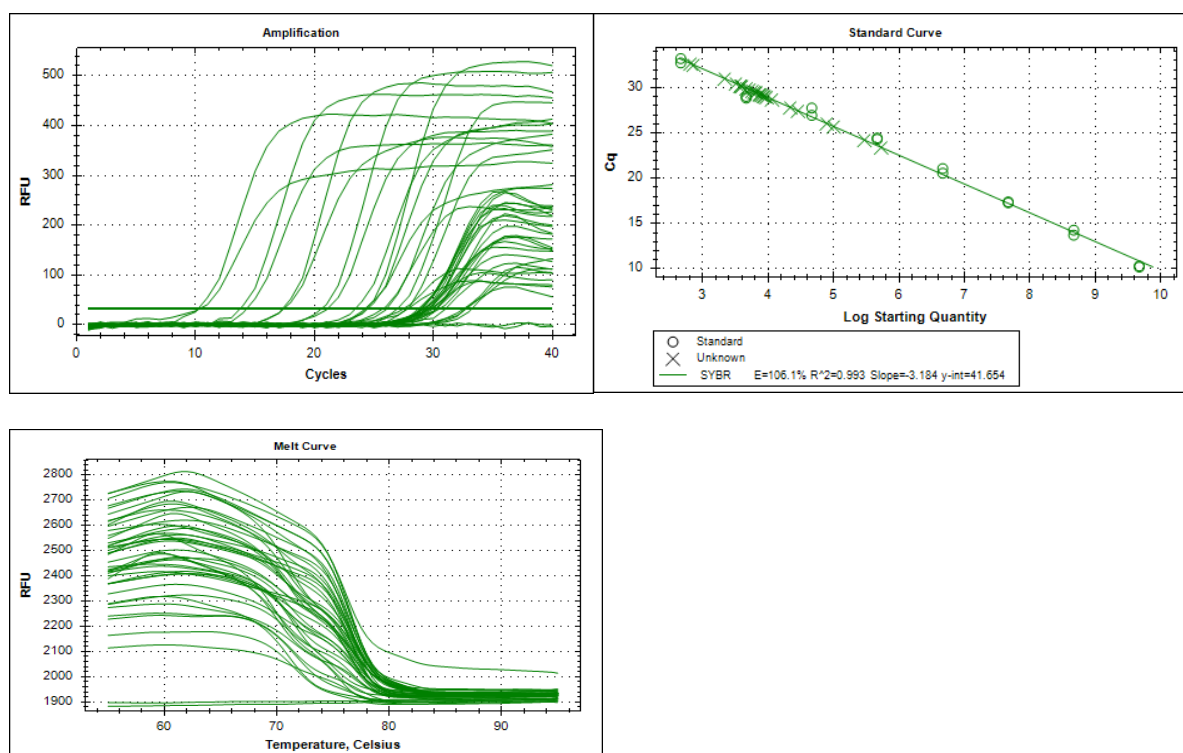 Amplification
500
400
300
200
100
0
RFU
0 10 20 30 40
Cycles
Standard Curve
30
25
20
15
10
Cq
3 4 5 6 7 8 9 10
Log Starting Quantity
Standard
Unknown
SYBR E=106.1% R^2=0.993 Slope=-3.184 y-int=41.654
Melt Curve
2800
2700
2600
2500
2400
2300
2200
2100
2000
1900
RFU
60 70 80 90
Temperature, Celsius